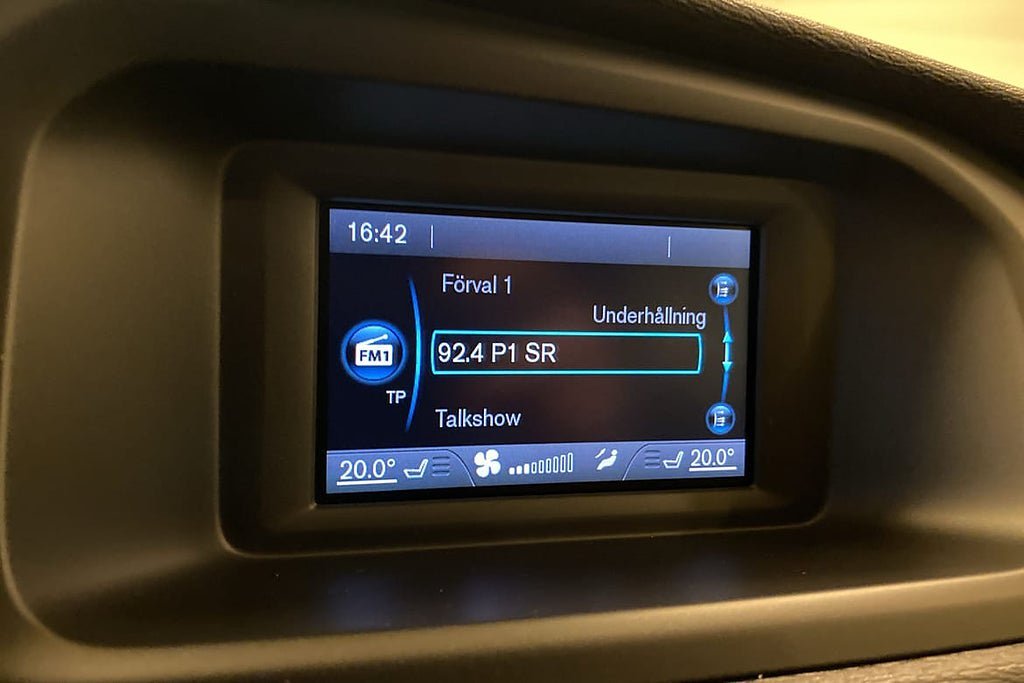 16:42
Förval 1
Underhållning
FM1
92.4 P1 SR
TP
Talkshow
20.0° 20.0°